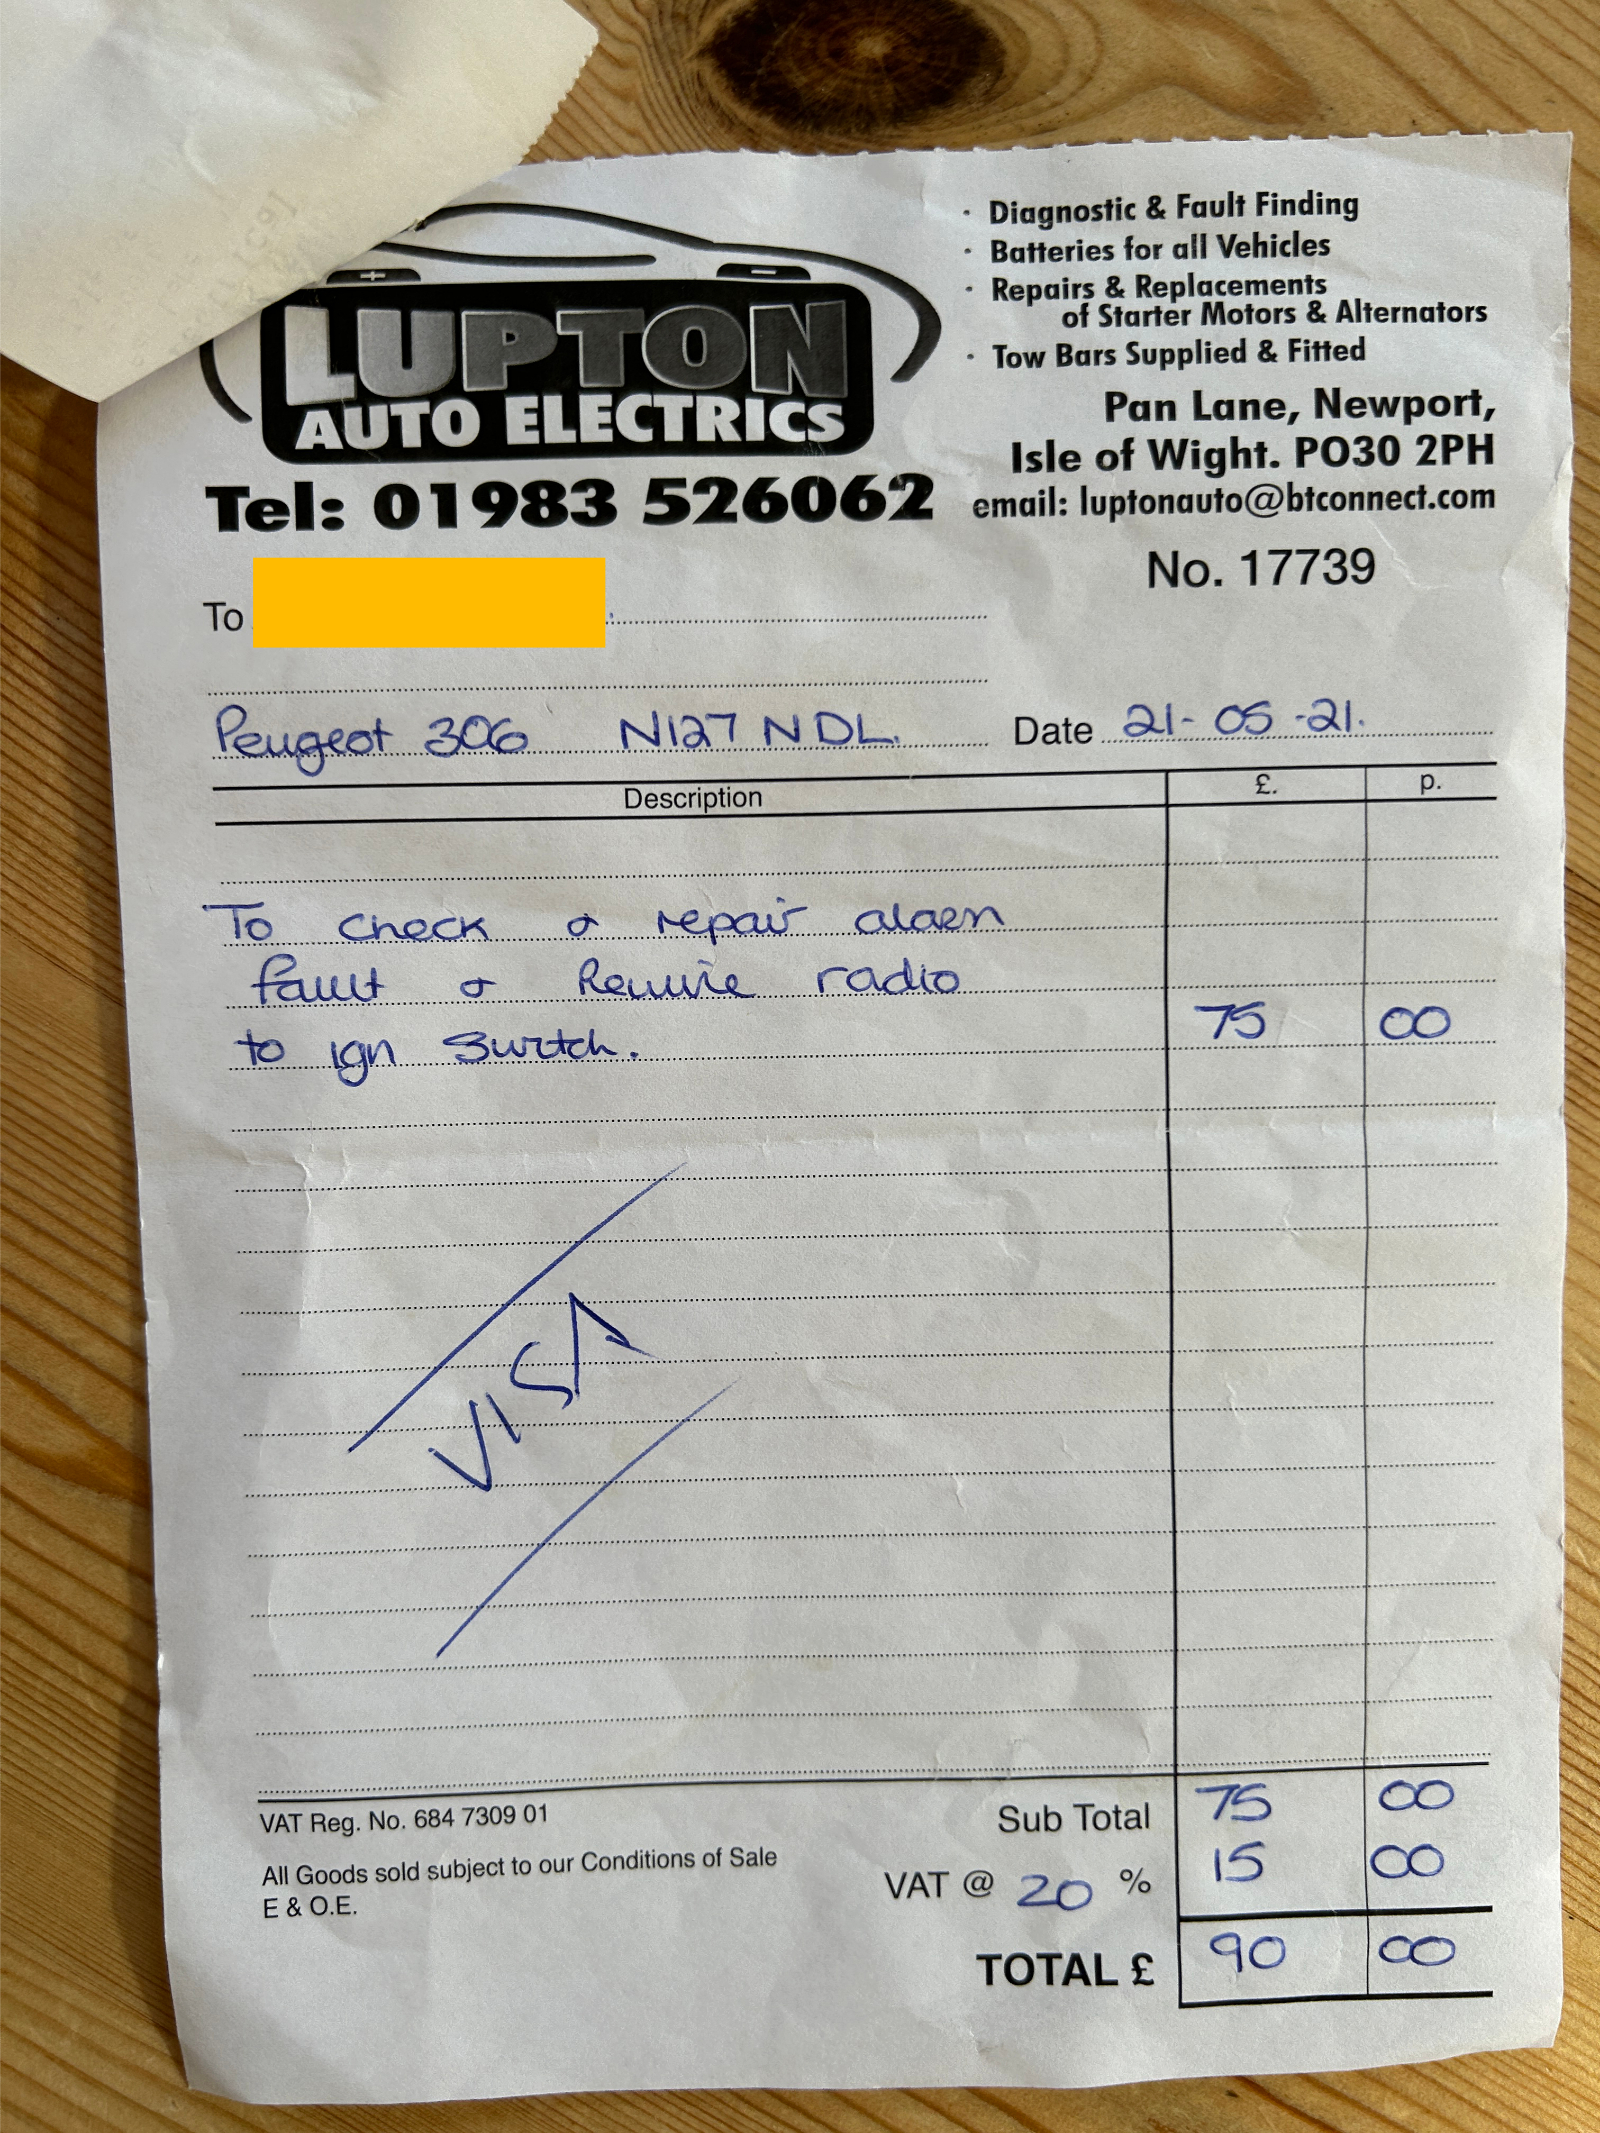 LUPTON
AUTO ELECTRICS
Tel: 01983 526062
· Diagnostic & Fault Finding
· Batteries for all Vehicles
· Repairs & Replacements
of Starter Motors & Alternators
· Tow Bars Supplied & Fitted
Pan Lane, Newport,
Isle of Wight. PO30 2PH
email: luptonauto@btconnect.com
No. 17739
To
Peugeot 306 N127 NDL. Date 21-05-21.
Description £. p.
To check & repair alarm
fault & Rewire radio
to ign switch. 75 00
VISA
VAT Reg. No. 684 7309 01
All Goods sold subject to our Conditions of Sale
E & O.E.
Sub Total 75 00
VAT @ 20 % 15 00
TOTAL £ 90 00